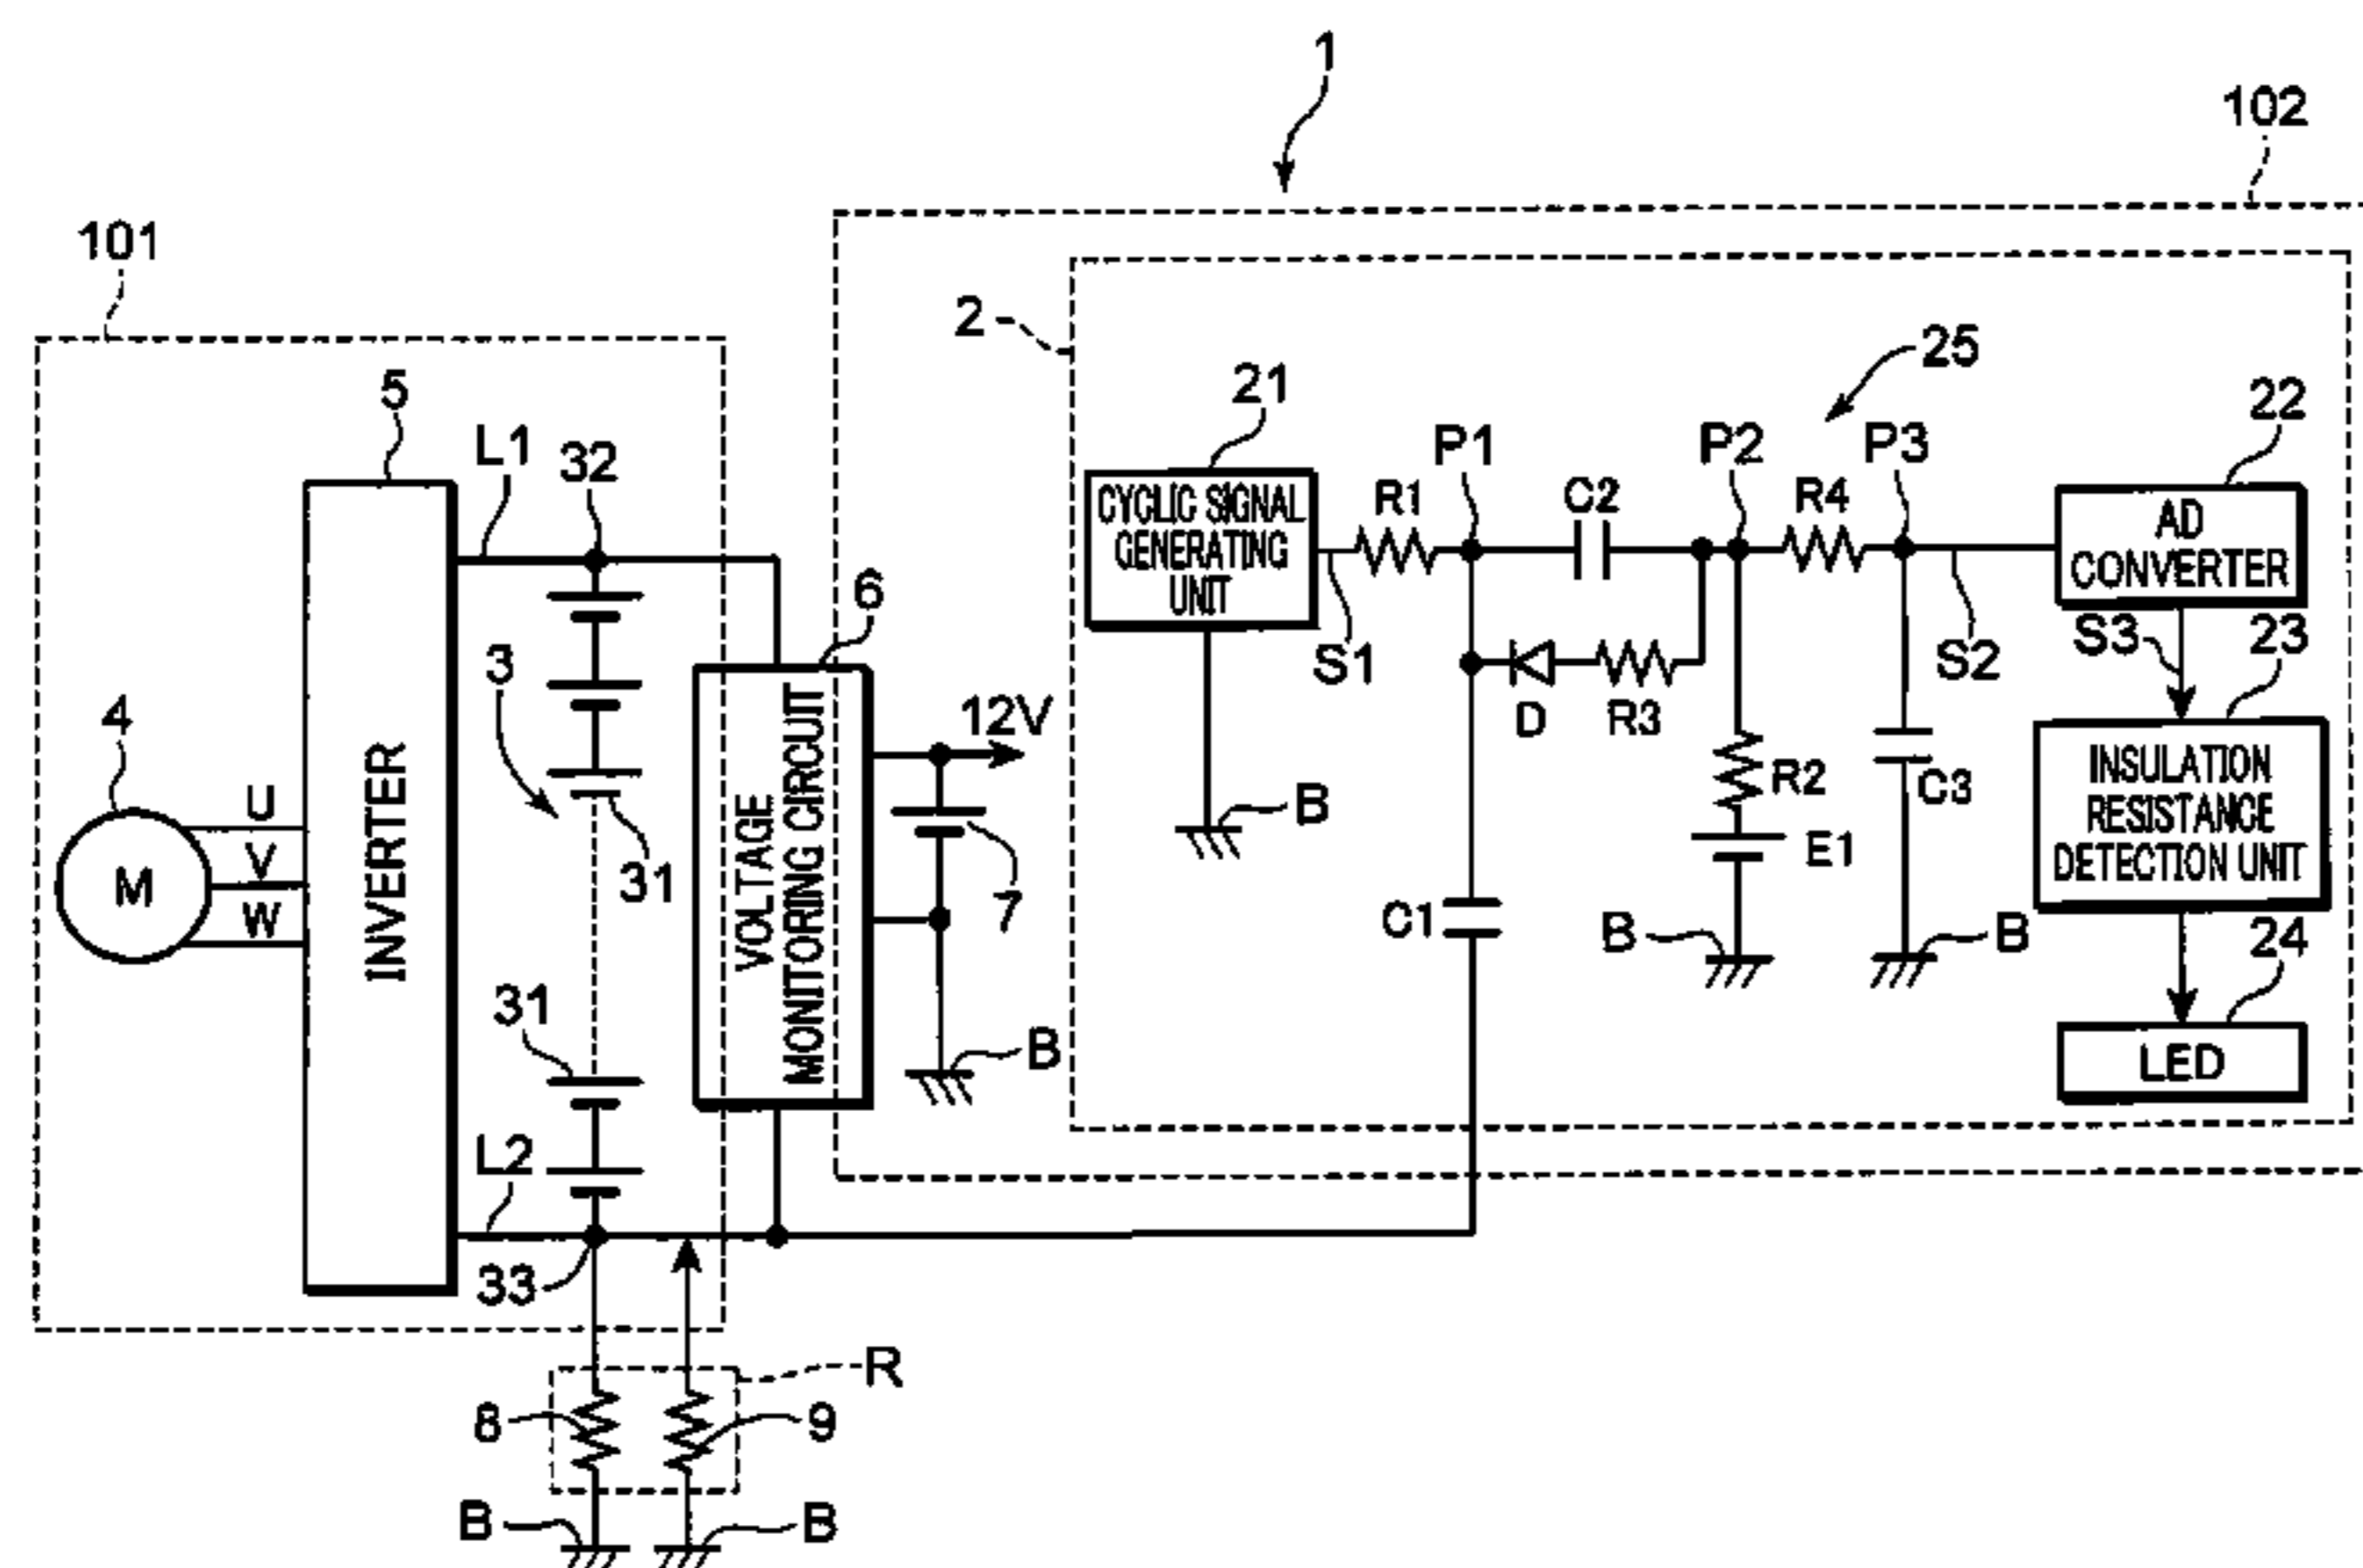 1
102
101
2
25
5
21
22
L1
32
P1
P2
P3
CYCLIC SIGNAL
GENERATING
UNIT
R1
C2
R4
AD
CONVERTER
6
S1
S2
S3
23
3
12V
D
R3
4
VOLTAGE
MONITORING CIRCUIT
R2
C3
INSULATION
RESISTANCE
DETECTION UNIT
U
V
W
M
INVERTER
B
E1
31
7
C1
B
B
24
31
B
LED
L2
33
R
8
9
B
B